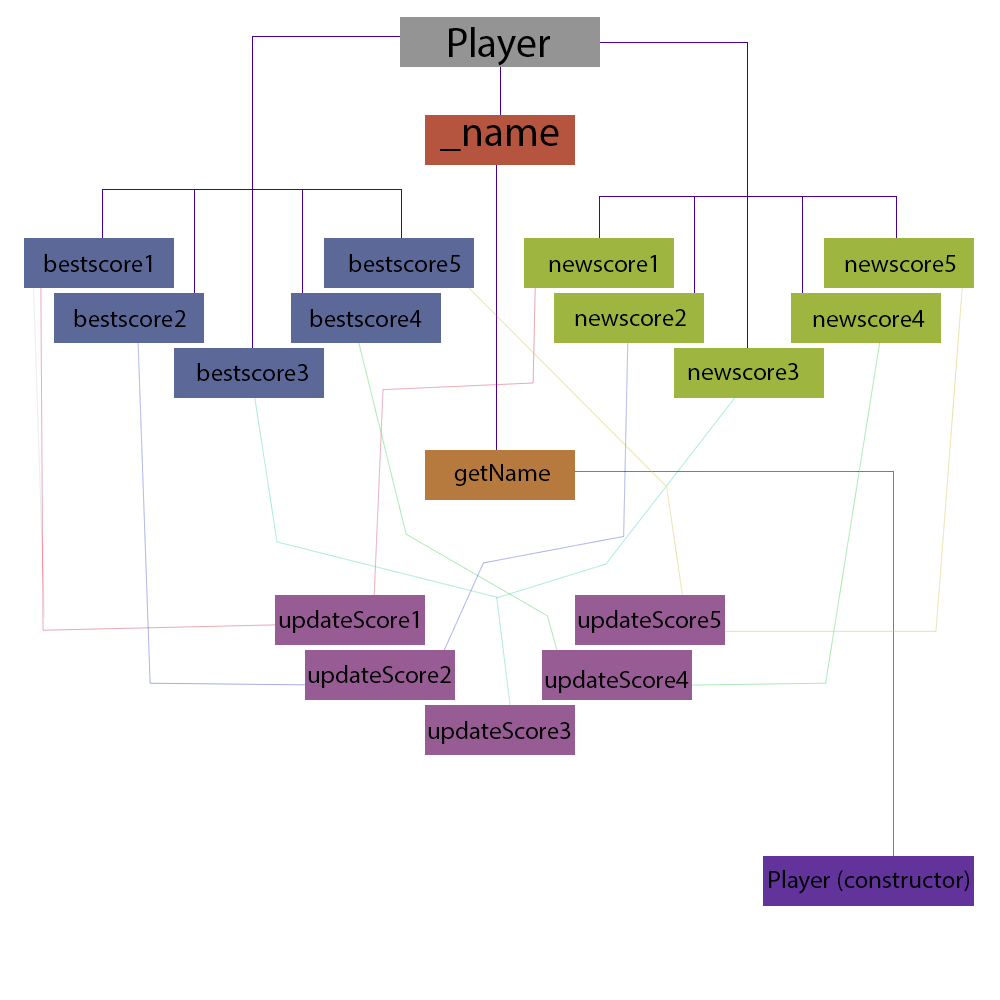 Player
_name
bestscore1
bestscore5
newscore1
newscore5
bestscore2
bestscore4
newscore2
newscore4
bestscore3
newscore3
getName
updateScore1
updateScore5
updateScore2
updateScore4
updateScore3
Player (constructor)